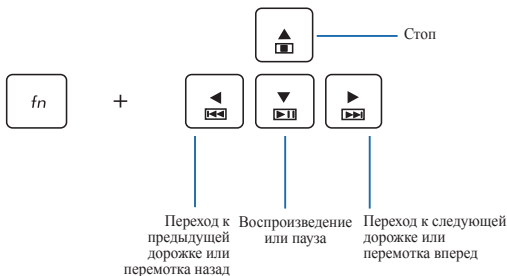 Стоп
fn
+
Переход к
предыдущей
дорожке или
перемотка назад
Воспроизведение
или пауза
Переход к следующей
дорожке или
перемотка вперед